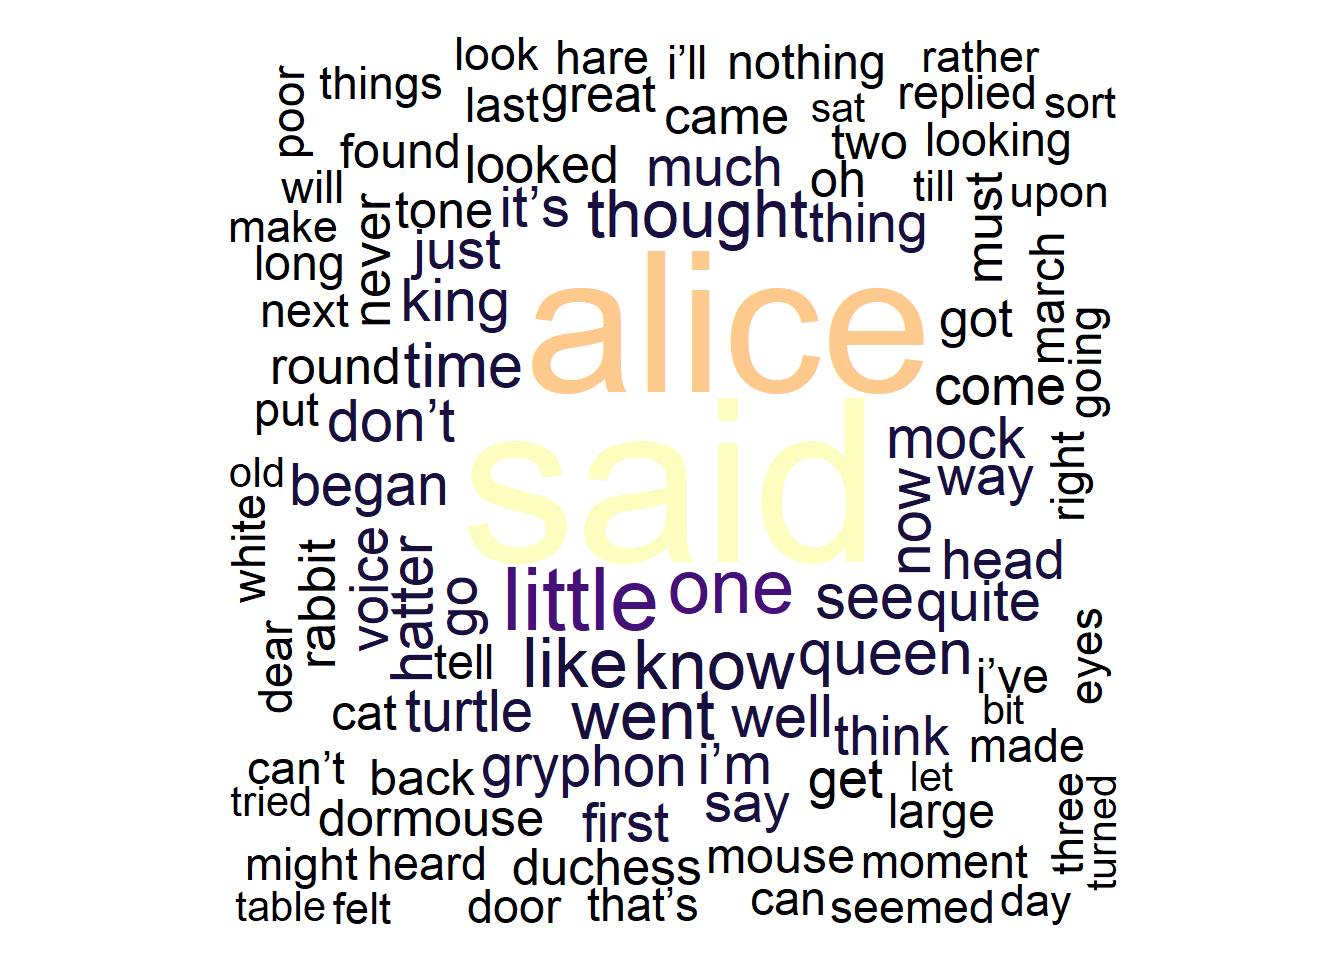 look hare i’ll nothing rather
poor things last great came sat replied sort
found looked much two looking
will never tone it’s thought oh thing till must upon
make just
long king alice got march
next going
round time come
put don’t said mock
old began now way right
white head
rabbit voice hatter go little one see quite
dear tell like know queen i’ve eyes
cat turtle went well think bit
made
can’t back gryphon i’m get let
tried dormouse first say large three turned
might heard duchess mouse moment
table felt door that’s can seemed day